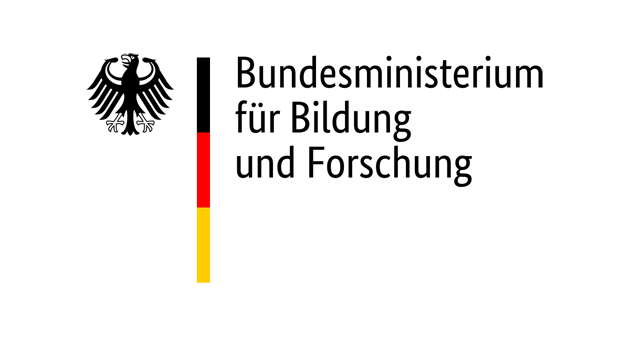 Bundesministerium
für Bildung
und Forschung